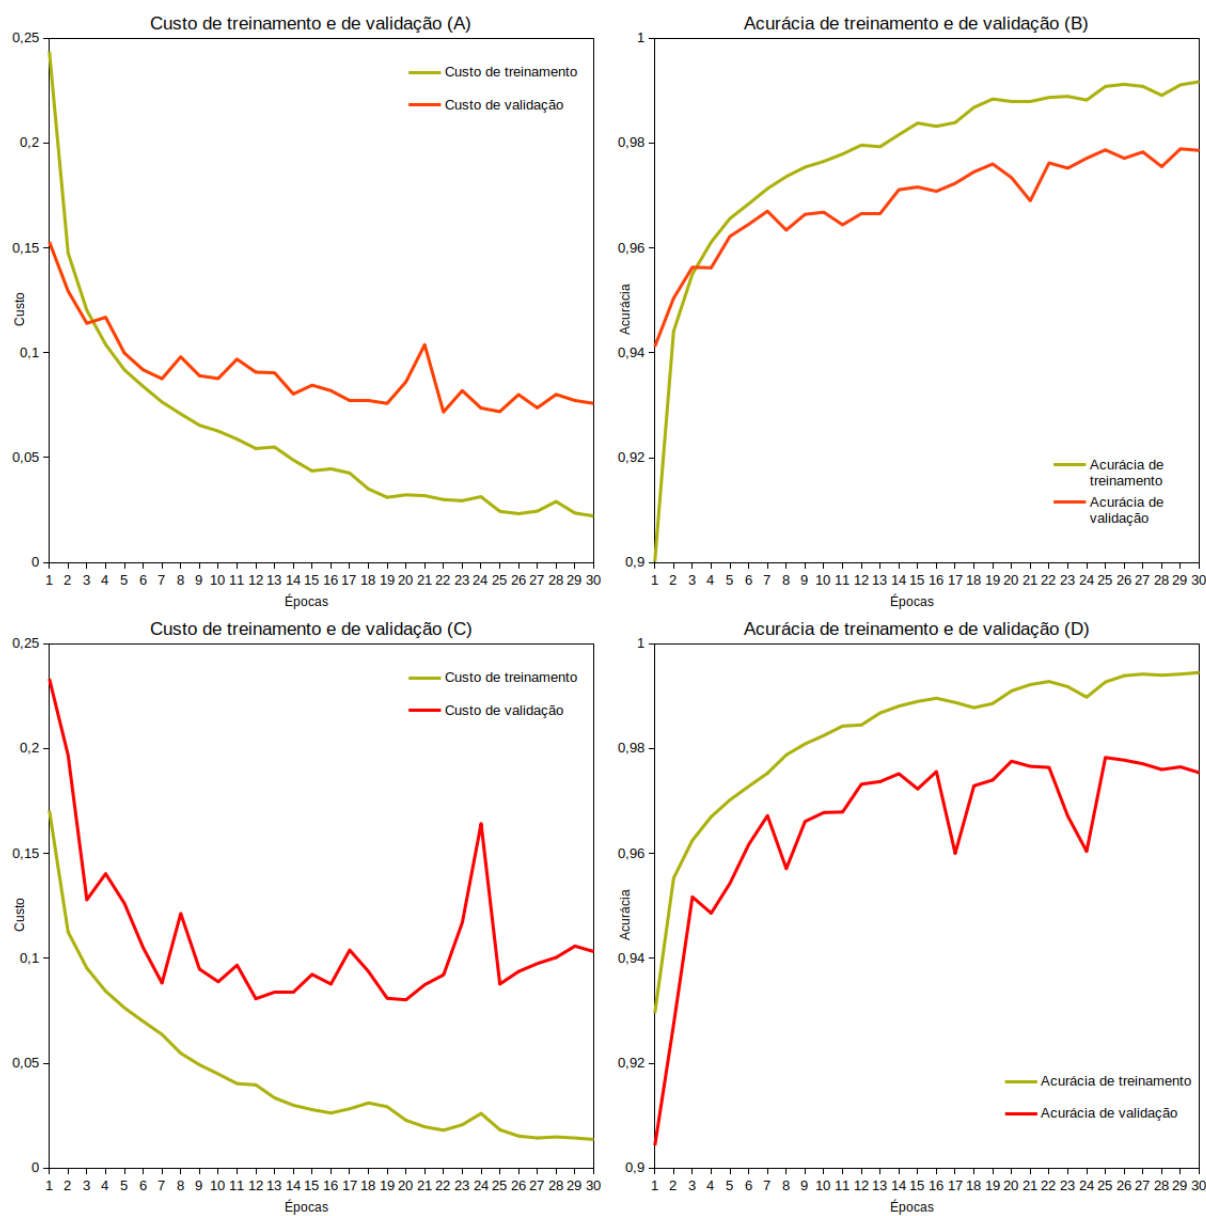 Custo de treinamento e de validação (A)
0,25
0,2
0,15
0,1
0,05
0
Custo
Custo de treinamento
Custo de validação
1 2 3 4 5 6 7 8 9 10 11 12 13 14 15 16 17 18 19 20 21 22 23 24 25 26 27 28 29 30
Épocas
Acurácia de treinamento e de validação (B)
1
0,98
0,96
0,94
0,92
0,9
Acurácia
Acurácia de
treinamento
Acurácia de
validação
1 2 3 4 5 6 7 8 9 10 11 12 13 14 15 16 17 18 19 20 21 22 23 24 25 26 27 28 29 30
Épocas
Custo de treinamento e de validação (C)
0,25
0,2
0,15
0,1
0,05
0
Custo
Custo de treinamento
Custo de validação
1 2 3 4 5 6 7 8 9 10 11 12 13 14 15 16 17 18 19 20 21 22 23 24 25 26 27 28 29 30
Épocas
Acurácia de treinamento e de validação (D)
1
0,98
0,96
0,94
0,92
0,9
Acurácia
Acurácia de treinamento
Acurácia de validação
1 2 3 4 5 6 7 8 9 10 11 12 13 14 15 16 17 18 19 20 21 22 23 24 25 26 27 28 29 30
Épocas